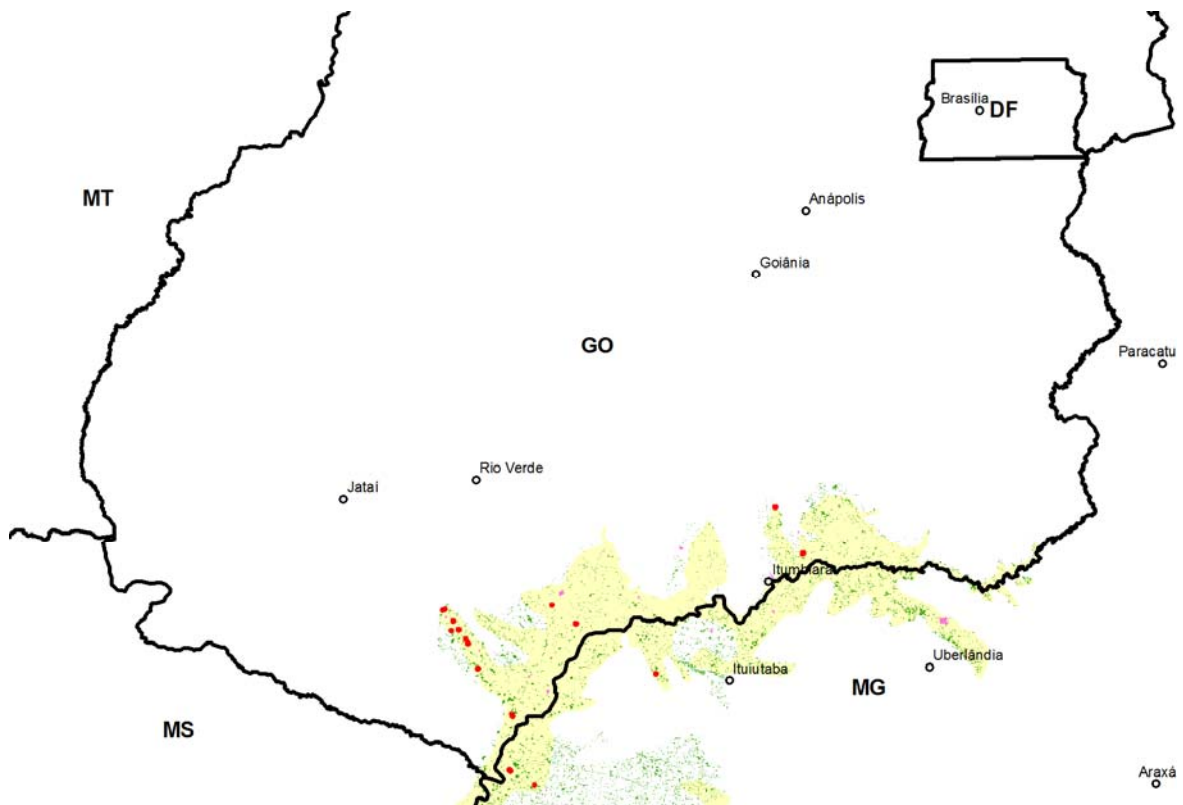 Brasília
DF
MT
Anápolis
Goiânia
GO
Paracatu
Rio Verde
Jataí
Itumbiara
Uberlândia
Ituiutaba
MG
MS
Araxá